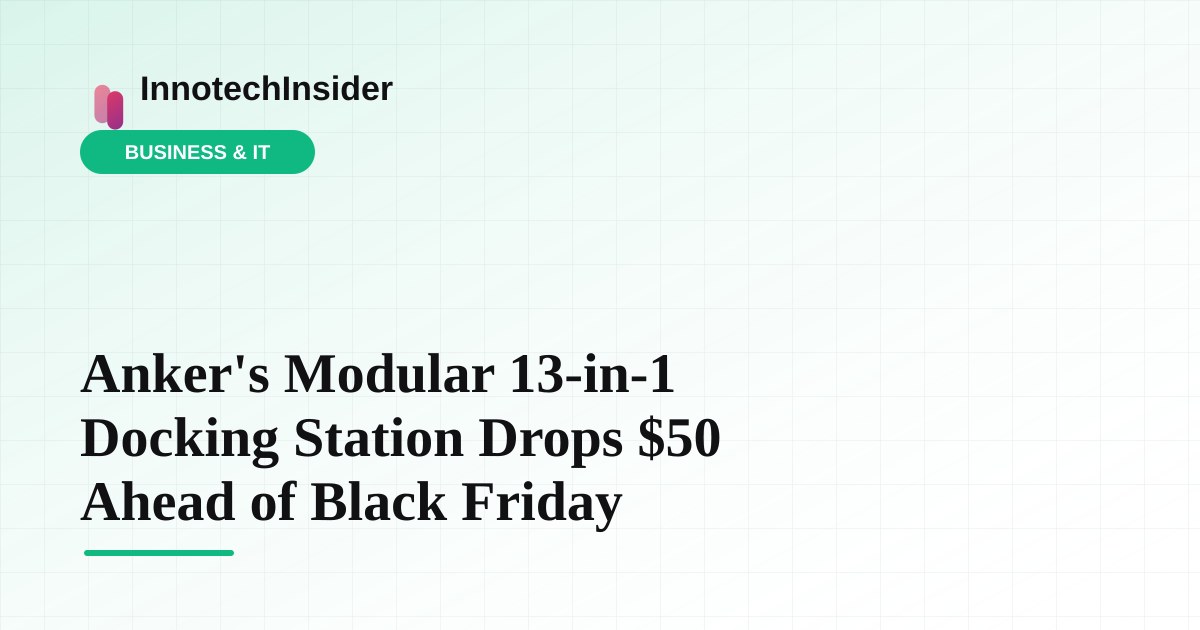 InnotechInsider
BUSINESS & IT
Anker's Modular 13-in-1
Docking Station Drops $50
Ahead of Black Friday